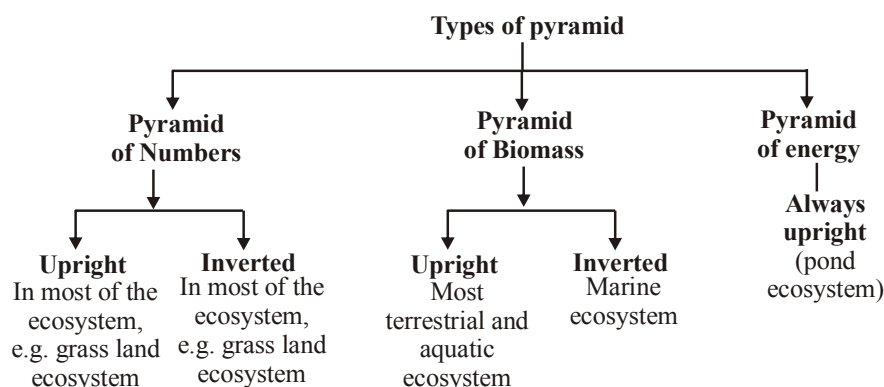 Types of pyramid
Pyramid
of Numbers
Pyramid
of Biomass
Pyramid
of energy
Upright
In most of the
ecosystem,
e.g. grass land
ecosystem
Inverted
In most of the
ecosystem,
e.g. grass land
ecosystem
Upright
Most
terrestrial and
aquatic
ecosystem
Inverted
Marine
ecosystem
Always
upright
(pond
ecosystem)